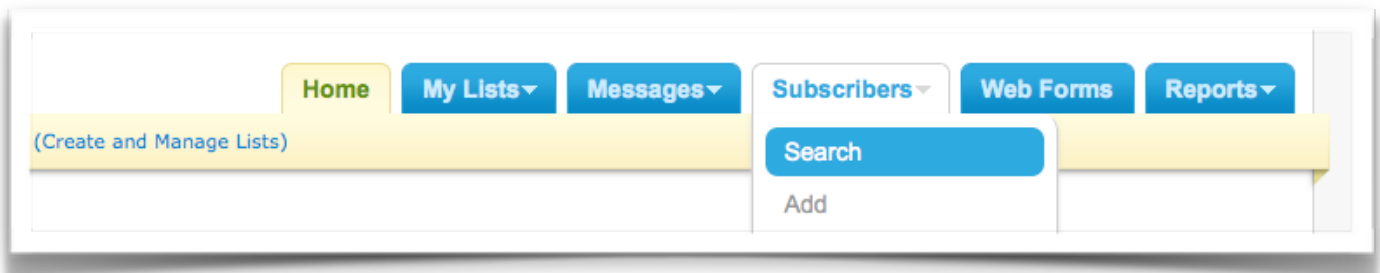 Home My Lists Messages Subscribers Web Forms Reports
(Create and Manage Lists)
Search
Add